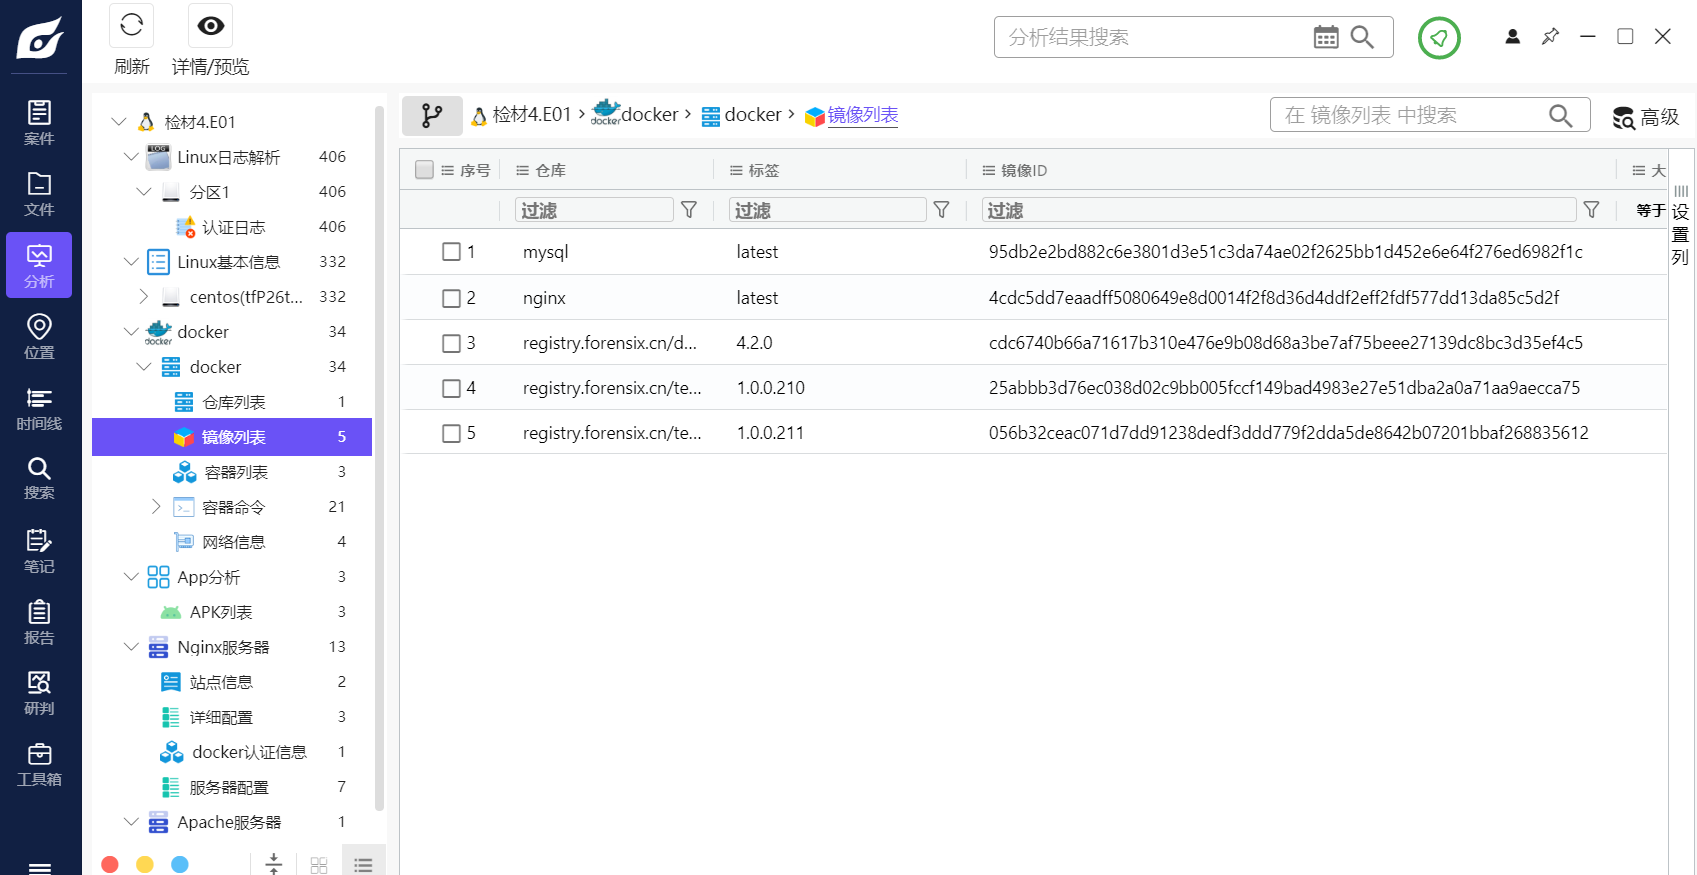 刷新
详情/预览
分析结果搜索
案件
文件
分析
位置
时间线
搜索
笔记
报告
研判
工具箱
检材4.E01
Linux日志解析 406
分区1 406
认证日志 406
Linux基本信息 332
centos(tfP26t... 332
docker 34
docker 34
仓库列表 1
镜像列表 5
容器列表 3
容器命令 21
网络信息 4
App分析 3
APK列表 3
Nginx服务器 13
站点信息 2
详细配置 3
docker认证信息 1
服务器配置 7
Apache服务器 1
检材4.E01 › docker › docker › 镜像列表
在 镜像列表 中搜索
高级
序号 仓库 标签 镜像ID 大
过滤 过滤 过滤 等于
1 mysql latest 95db2e2bd882c6e3801d3e51c3da74ae02f2625bb1d452e6e64f276ed6982f1c
2 nginx latest 4cdc5dd7eaadff5080649e8d0014f2f8d36d4ddf2eff2fdf577dd13da85c5d2f
3 registry.forensix.cn/d... 4.2.0 cdc6740b66a71617b310e476e9b08d68a3be7af75beee27139dc8bc3d35ef4c5
4 registry.forensix.cn/te... 1.0.0.210 25abbb3d76ec038d02c9bb005fccf149bad4983e27e51dba2a0a71aa9aecca75
5 registry.forensix.cn/te... 1.0.0.211 056b32ceac071d7dd91238dedf3ddd779f2dda5de8642b07201bbaf268835612
设置列